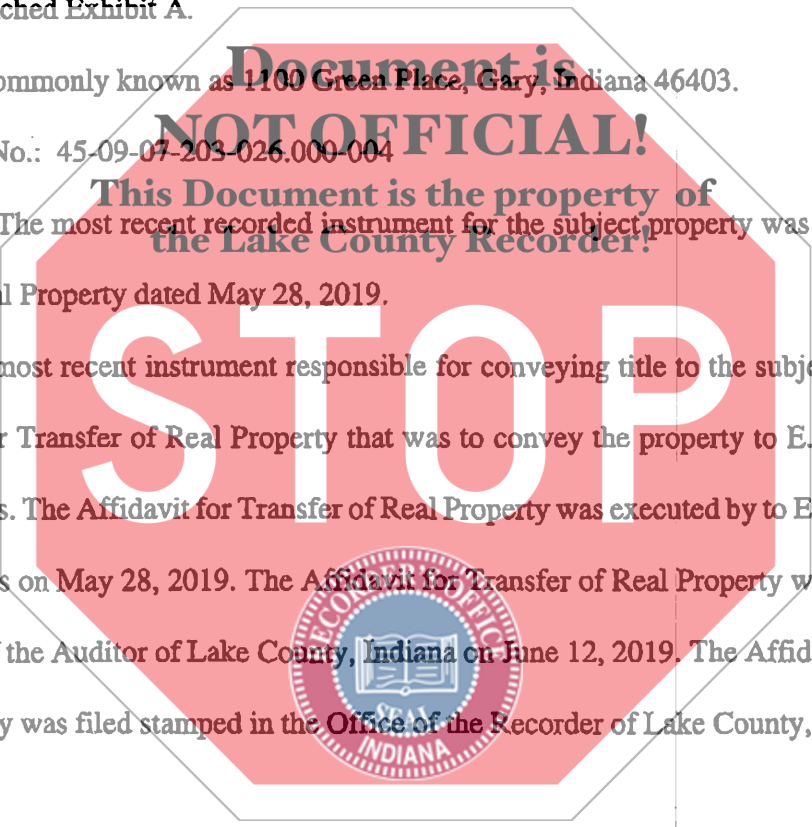 ched Exhibit A.
ommonly known as 1100 Green Place, Gary, Indiana 46403.
Document is
NOT OFFICIAL!
No.: 45-09-07-203-026.000-004
This Document is the property of
the Lake County Recorder!
The most recent recorded instrument for the subject property was
l Property dated May 28, 2019.
STOP
most recent instrument responsible for conveying title to the subje
r Transfer of Real Property that was to convey the property to E.
s. The Affidavit for Transfer of Real Property was executed by to E
s on May 28, 2019. The Affidavit for Transfer of Real Property w
f the Auditor of Lake County, Indiana on June 12, 2019. The Affid
y was filed stamped in the Office of the Recorder of Lake County,
RECORDER'S OFFICE
SEAL
INDIANA